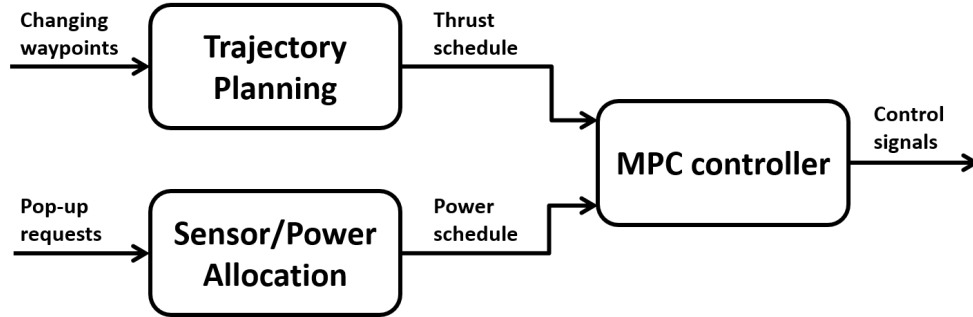 Changing
waypoints
Trajectory
Planning
Thrust
schedule
Pop-up
requests
Sensor/Power
Allocation
Power
schedule
MPC controller
Control
signals